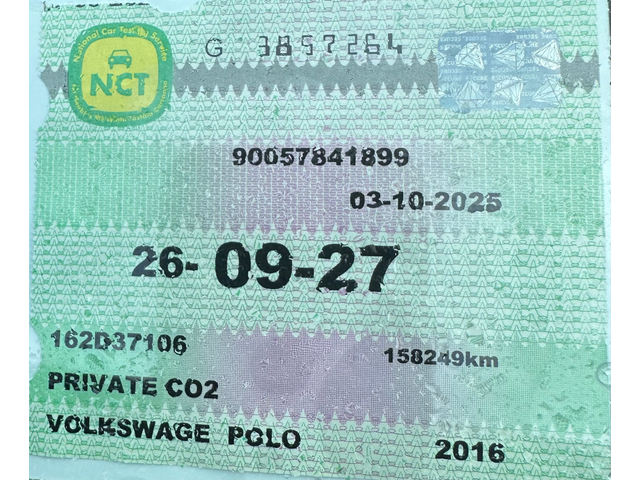 National Car Testing Service
NCT
G 3857264
90057841899
03-10-2025
26-09-27
162D37106
158249km
PRIVATE CO2
VOLKSWAGE POLO
2016